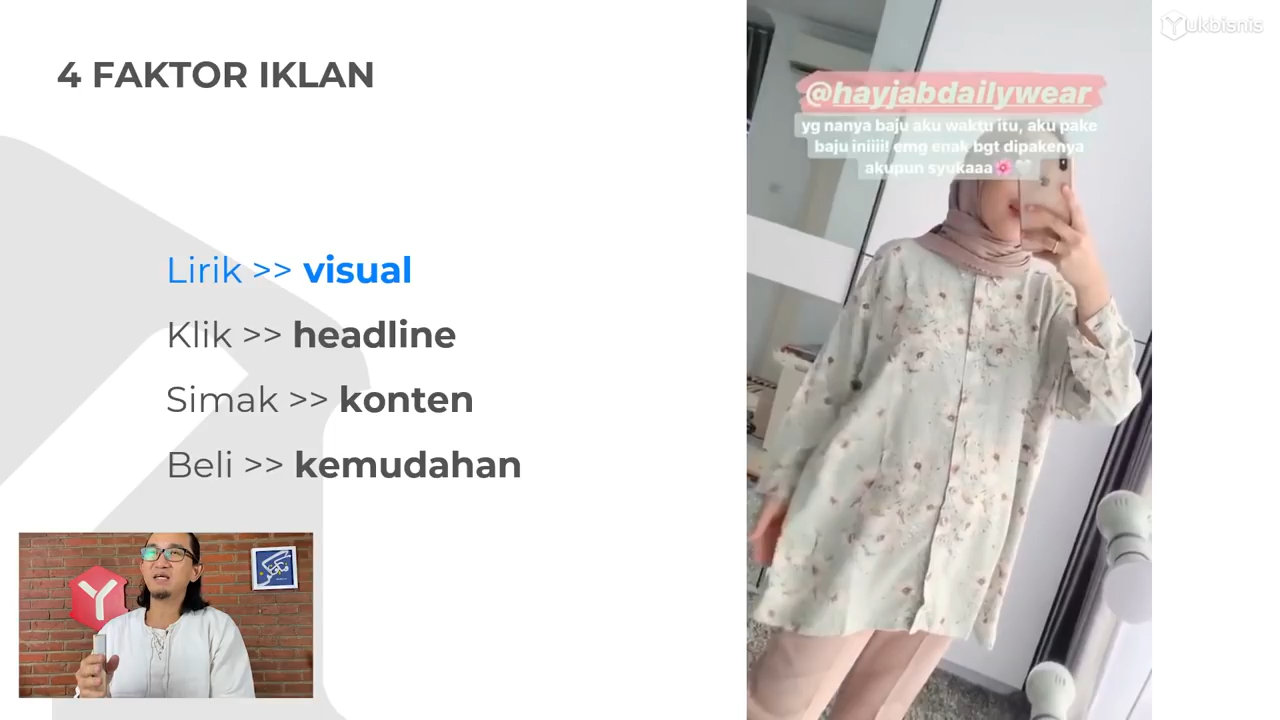 4 FAKTOR IKLAN
Lirik >> visual
Klik >> headline
Simak >> konten
Beli >> kemudahan
Yukbisnis
@hayjabdailywear
yg nanya baju aku waktu itu, aku pake
baju iniiii! emg enak bgt dipakenya
akupun syukaaa🌸🤍
Y